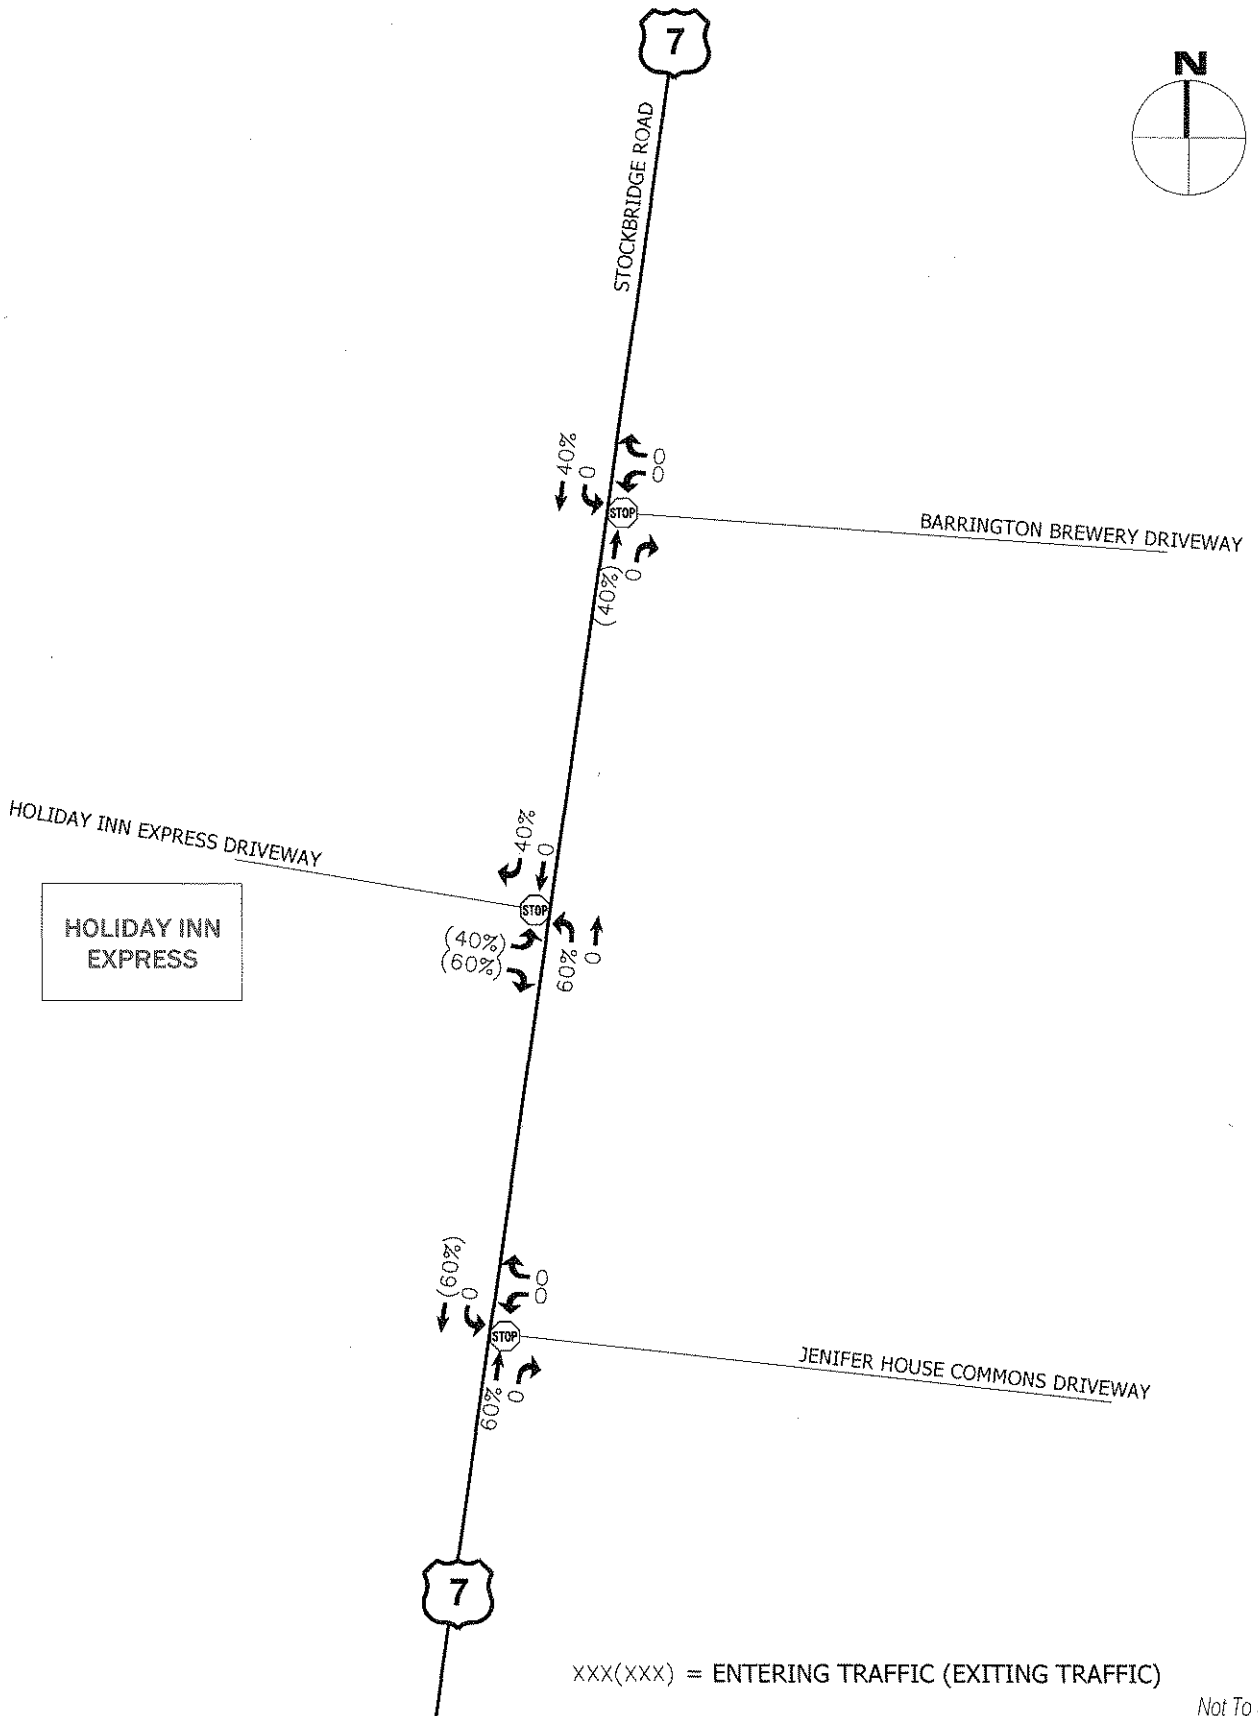 7
N
STOCKBRIDGE ROAD
40%
0
0
0
STOP
BARRINGTON BREWERY DRIVEWAY
(40%)
0
HOLIDAY INN EXPRESS DRIVEWAY
40%
0
STOP
HOLIDAY INN
EXPRESS
(40%)
(60%)
60%
0
(60%)
0
0
0
STOP
JENIFER HOUSE COMMONS DRIVEWAY
60%
0
7
XXX(XXX) = ENTERING TRAFFIC (EXITING TRAFFIC)
Not To